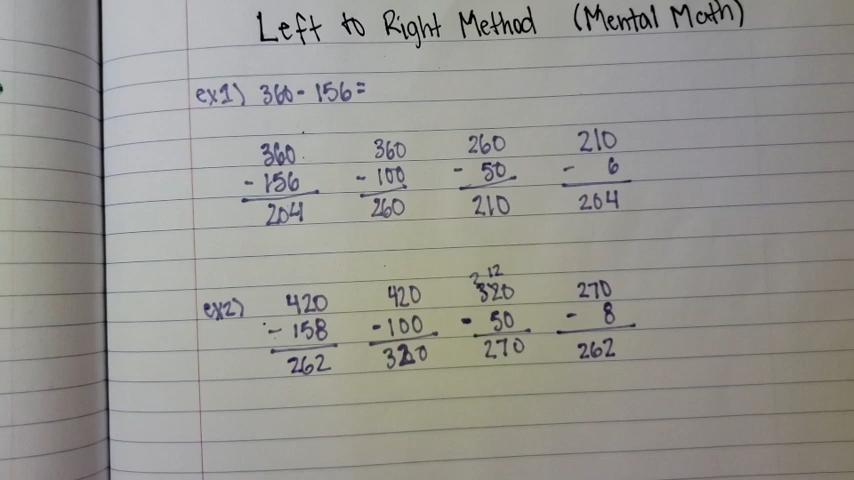 Left to Right Method (Mental Math)
ex1) 360 - 156 =
360 360 260 210
- 156 - 100 - 50 - 6
204 260 210 204
2 12
ex2) 420 420 320 270
- 158 - 100 - 50 - 8
262 320 270 262